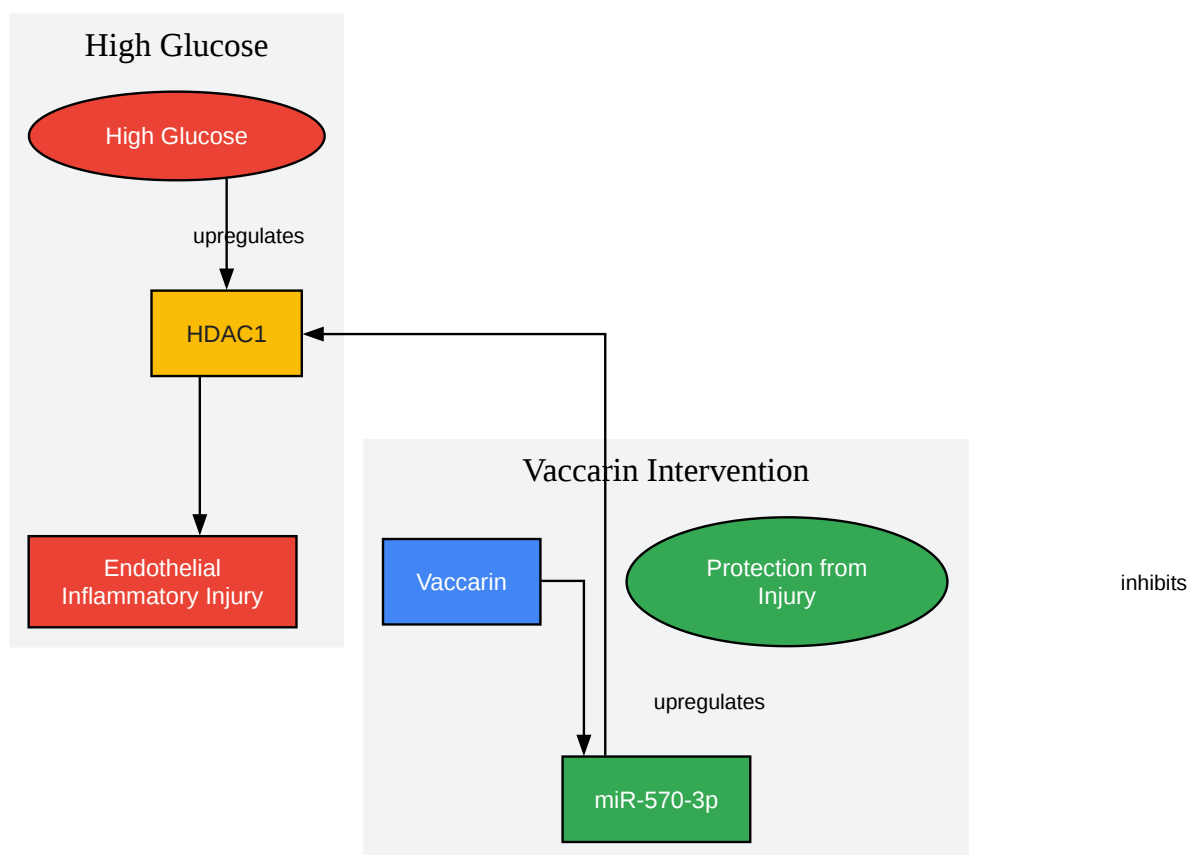 High Glucose
High Glucose
upregulates
HDAC1
Endothelial
Inflammatory Injury
Vaccarin Intervention
Vaccarin
Protection from
Injury
inhibits
upregulates
miR-570-3p